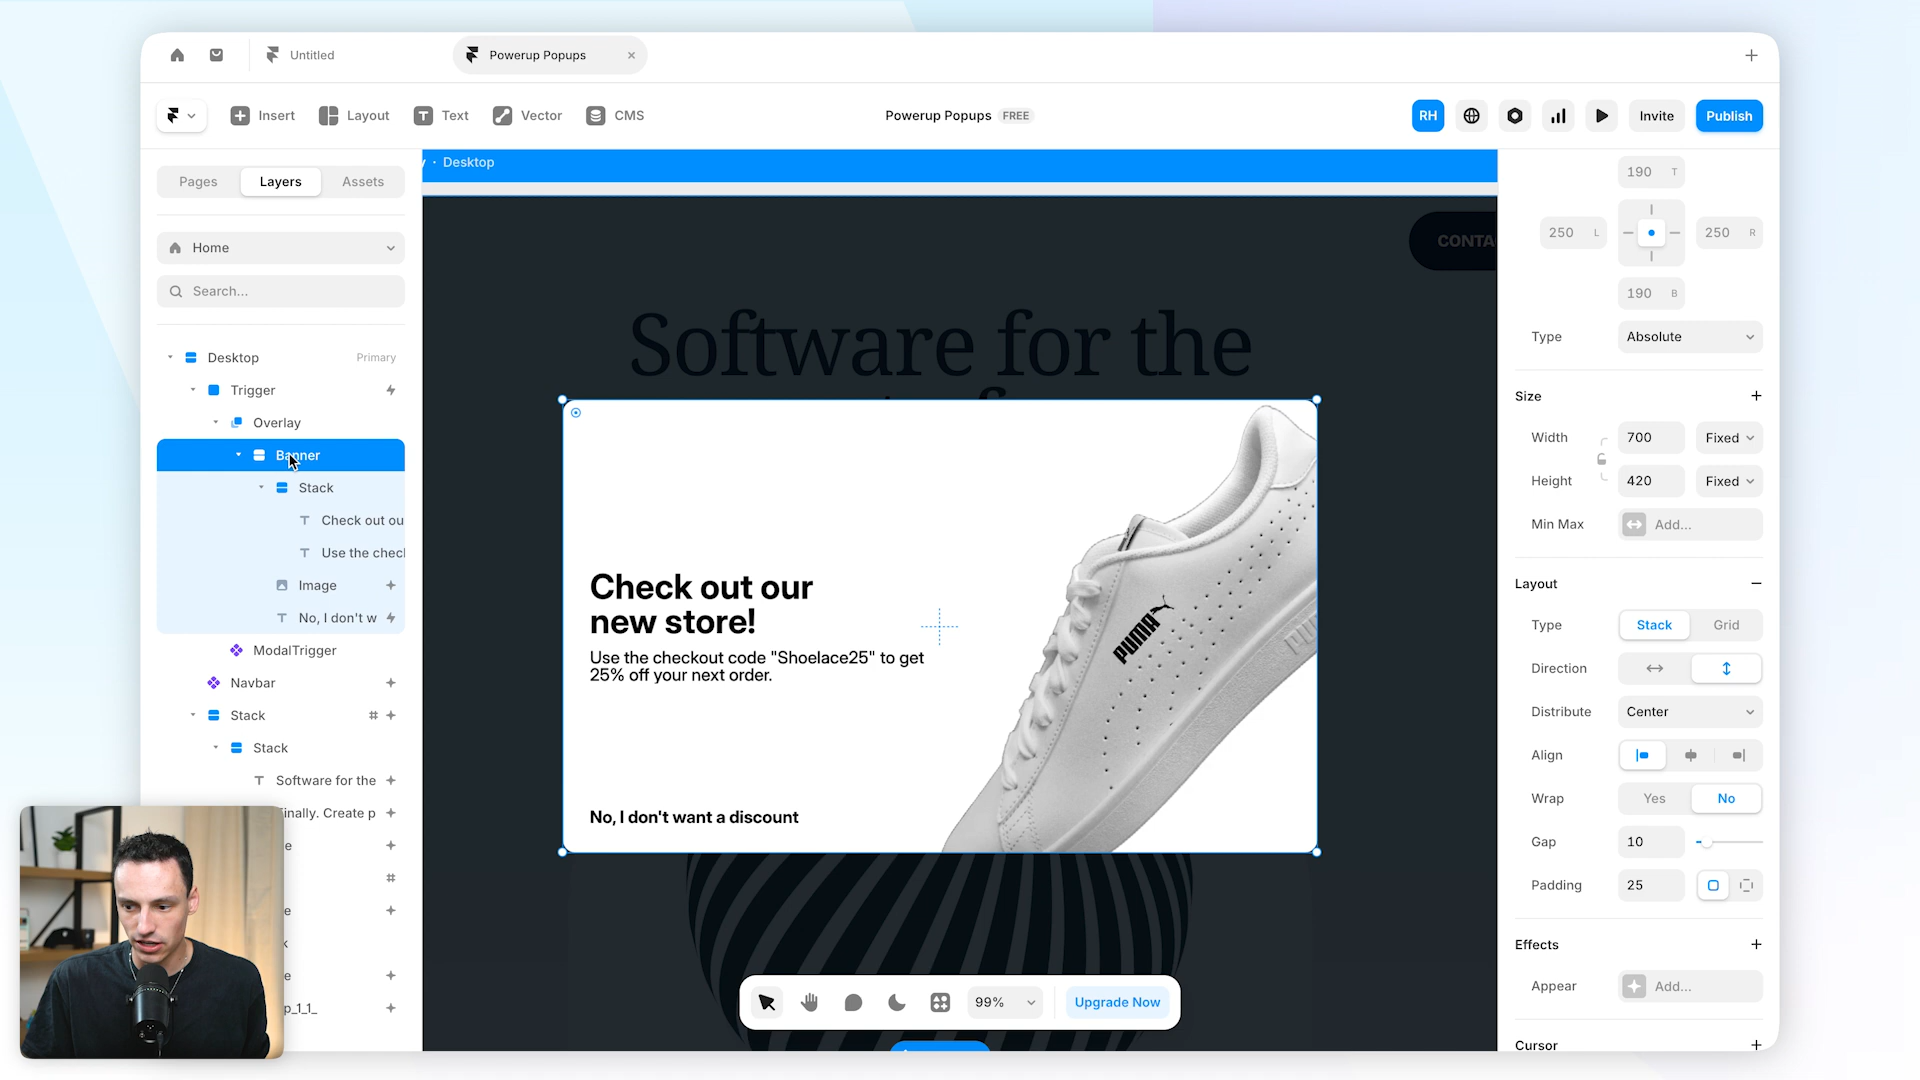 Untitled
Powerup Popups
Insert
Layout
Text
Vector
CMS
Powerup Popups FREE
RH
Invite
Publish
Pages
Layers
Assets
Home
Search...
Desktop Primary
Trigger
Overlay
Banner
Stack
Check out ou
Use the chec
Image
No, I don't w
ModalTrigger
Navbar
Stack
Stack
Software for the
inally. Create p
e
e
k
e
p_1_1_
· Desktop
CONTA
Software for the
Check out our
new store!
Use the checkout code "Shoelace25" to get
25% off your next order.
No, I don't want a discount
PUMA
99%
Upgrade Now
190 T
250 L
250 R
190 B
Type Absolute
Size
Width 700 Fixed
Height 420 Fixed
Min Max Add...
Layout
Type Stack Grid
Direction
Distribute Center
Align
Wrap Yes No
Gap 10
Padding 25
Effects
Appear Add...
Cursor